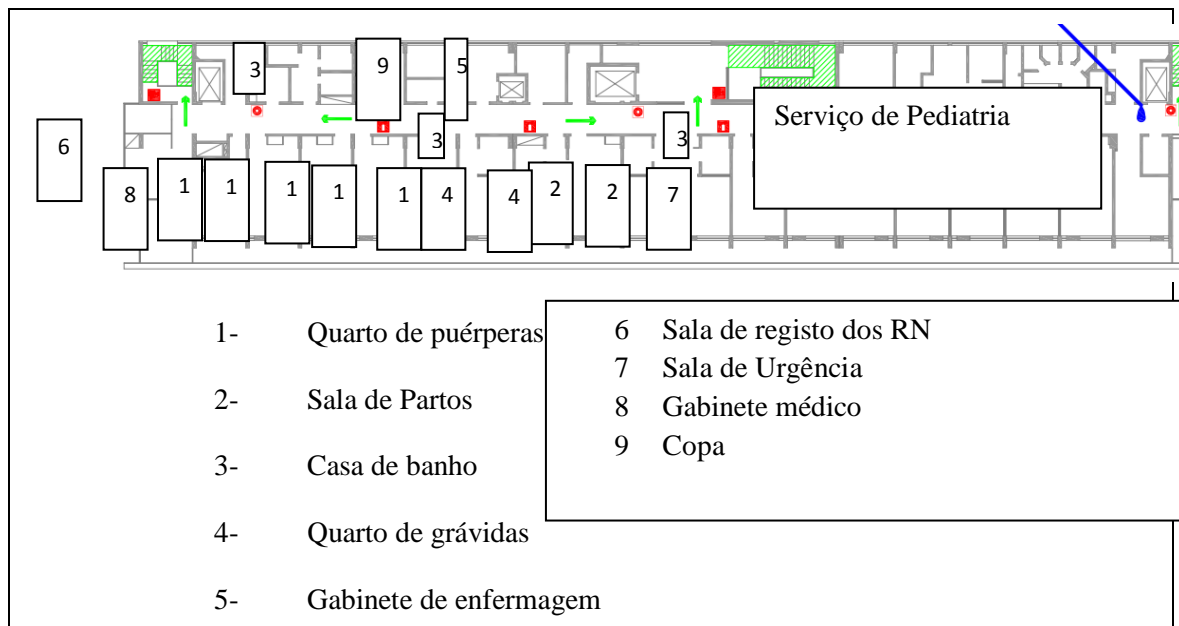 3
9
5
Serviço de Pediatria
6
3
3
8
1
1
1
1
1
4
4
2
2
7
1- Quarto de puérperas
2- Sala de Partos
3- Casa de banho
4- Quarto de grávidas
5- Gabinete de enfermagem
6 Sala de registo dos RN
7 Sala de Urgência
8 Gabinete médico
9 Copa